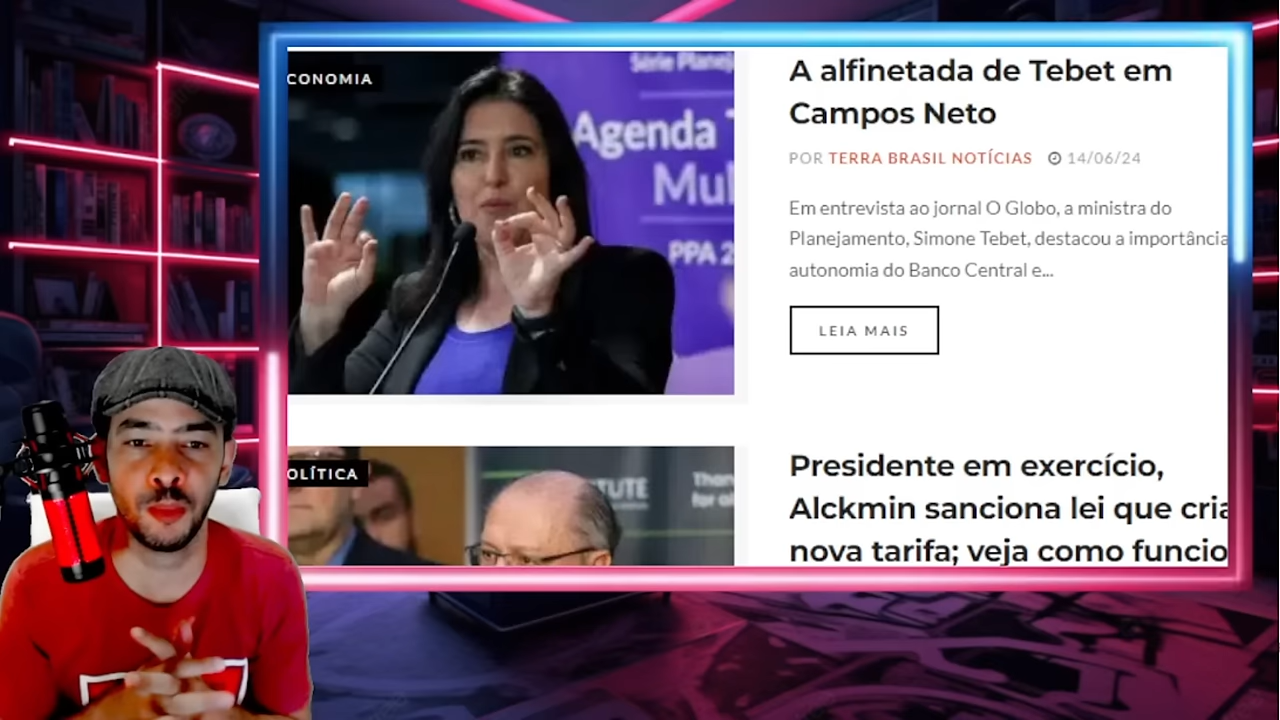 CONOMIA
Série Planej
Agenda
Mul
PPA 2
A alfinetada de Tebet em
Campos Neto
POR TERRA BRASIL NOTÍCIAS 14/06/24
Em entrevista ao jornal O Globo, a ministra do
Planejamento, Simone Tebet, destacou a importância
autonomia do Banco Central e...
LEIA MAIS
OLÍTICA
TUTE
Thom
for
Presidente em exercício,
Alckmin sanciona lei que cria
nova tarifa; veja como funcio